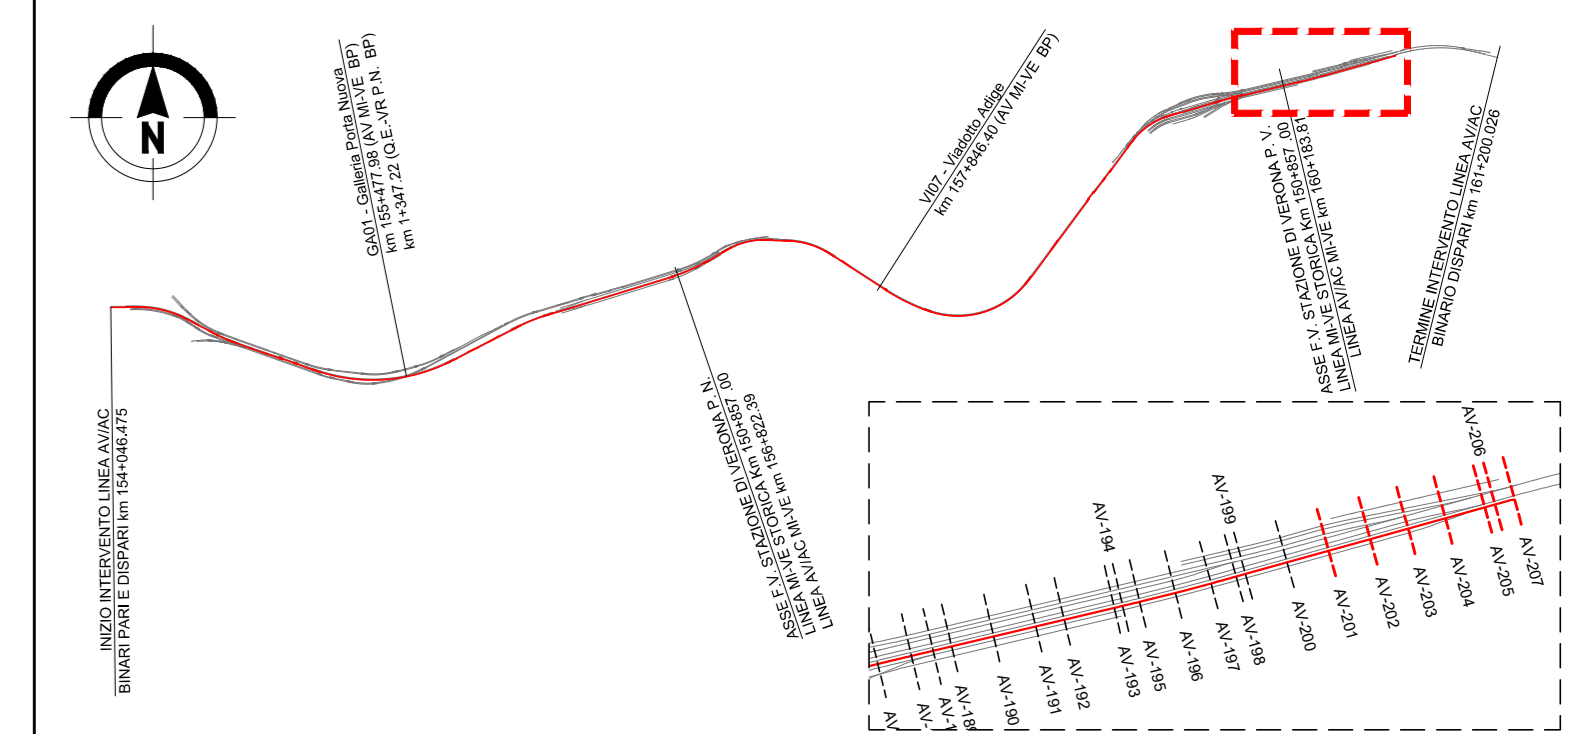 N
GA01 - Galleria Porta Nuova
km 155+477.98 (AV MI-VE BP)
km 1+347.22 (Q.E.-VR P.N. BP)
VI07 - Viadotto Adige
km 157+846.40 (AV MI-VE BP)
ASSE F.V. STAZIONE DI VERONA P. V.
LINEA MI-VE STORICA Km 150+857 .00
LINEA AV/AC MI-VE km 160+183.81
TERMINE INTERVENTO LINEA AV/AC
BINARIO DISPARI km 161+200.026
INIZIO INTERVENTO LINEA AV/AC
BINARI PARI E DISPARI km 154+046.475
ASSE F.V. STAZIONE DI VERONA P. N.
LINEA MI-VE STORICA Km 150+857 .00
LINEA AV/AC MI-VE km 156+822.39
AV-194
AV-199
AV-206
AV-189
AV-190
AV-191
AV-192
AV-193
AV-195
AV-196
AV-197
AV-198
AV-200
AV-201
AV-202
AV-203
AV-204
AV-205
AV-207